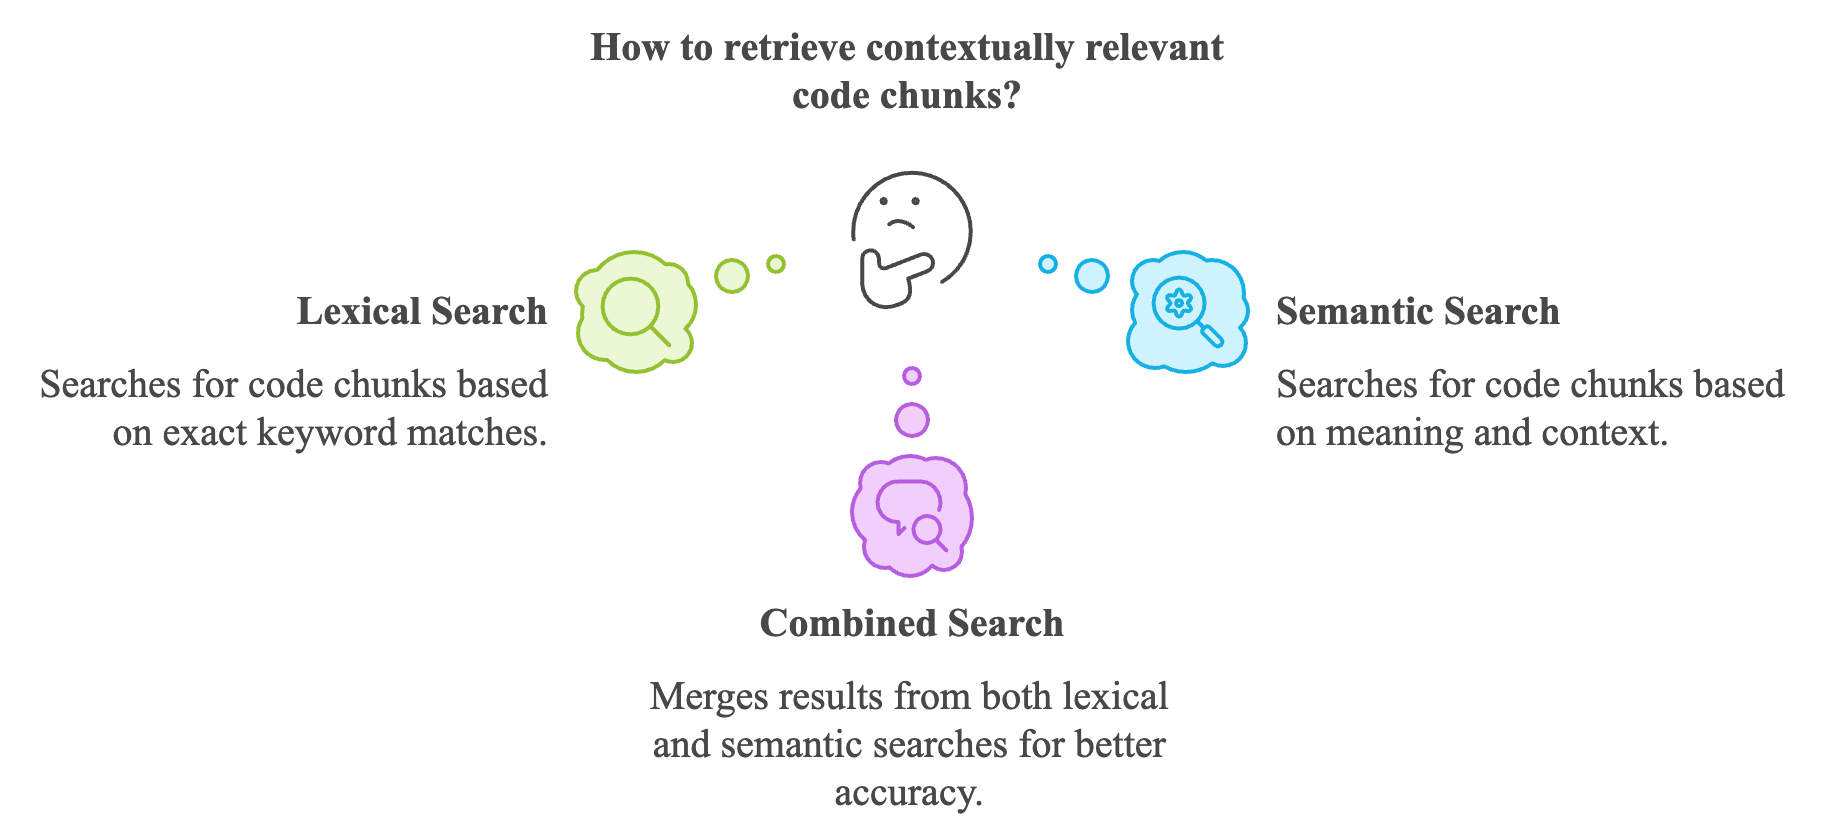 How to retrieve contextually relevant
code chunks?
Lexical Search
Searches for code chunks based
on exact keyword matches.
Semantic Search
Searches for code chunks based
on meaning and context.
Combined Search
Merges results from both lexical
and semantic searches for better
accuracy.